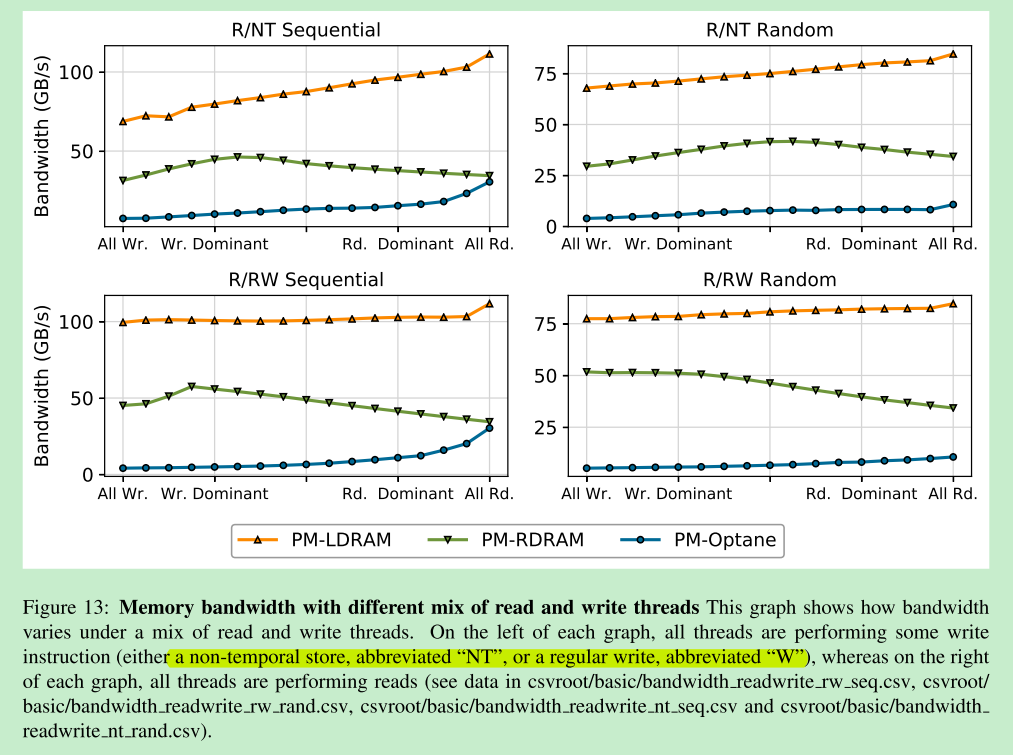 R/NT Sequential
R/NT Random
Bandwidth (GB/s)
100
50
All Wr. Wr. Dominant Rd. Dominant All Rd.
75
50
25
0
All Wr. Wr. Dominant Rd. Dominant All Rd.
R/RW Sequential
R/RW Random
Bandwidth (GB/s)
100
50
0
All Wr. Wr. Dominant Rd. Dominant All Rd.
75
50
25
All Wr. Wr. Dominant Rd. Dominant All Rd.
PM-LDRAM PM-RDRAM PM-Optane
Figure 13: Memory bandwidth with different mix of read and write threads This graph shows how bandwidth
varies under a mix of read and write threads. On the left of each graph, all threads are performing some write
instruction (either a non-temporal store, abbreviated “NT”, or a regular write, abbreviated “W”), whereas on the right
of each graph, all threads are performing reads (see data in csvroot/basic/bandwidth_readwrite_rw_seq.csv, csvroot/
basic/bandwidth_readwrite_rw_rand.csv, csvroot/basic/bandwidth_readwrite_nt_seq.csv and csvroot/basic/bandwidth_
readwrite_nt_rand.csv).